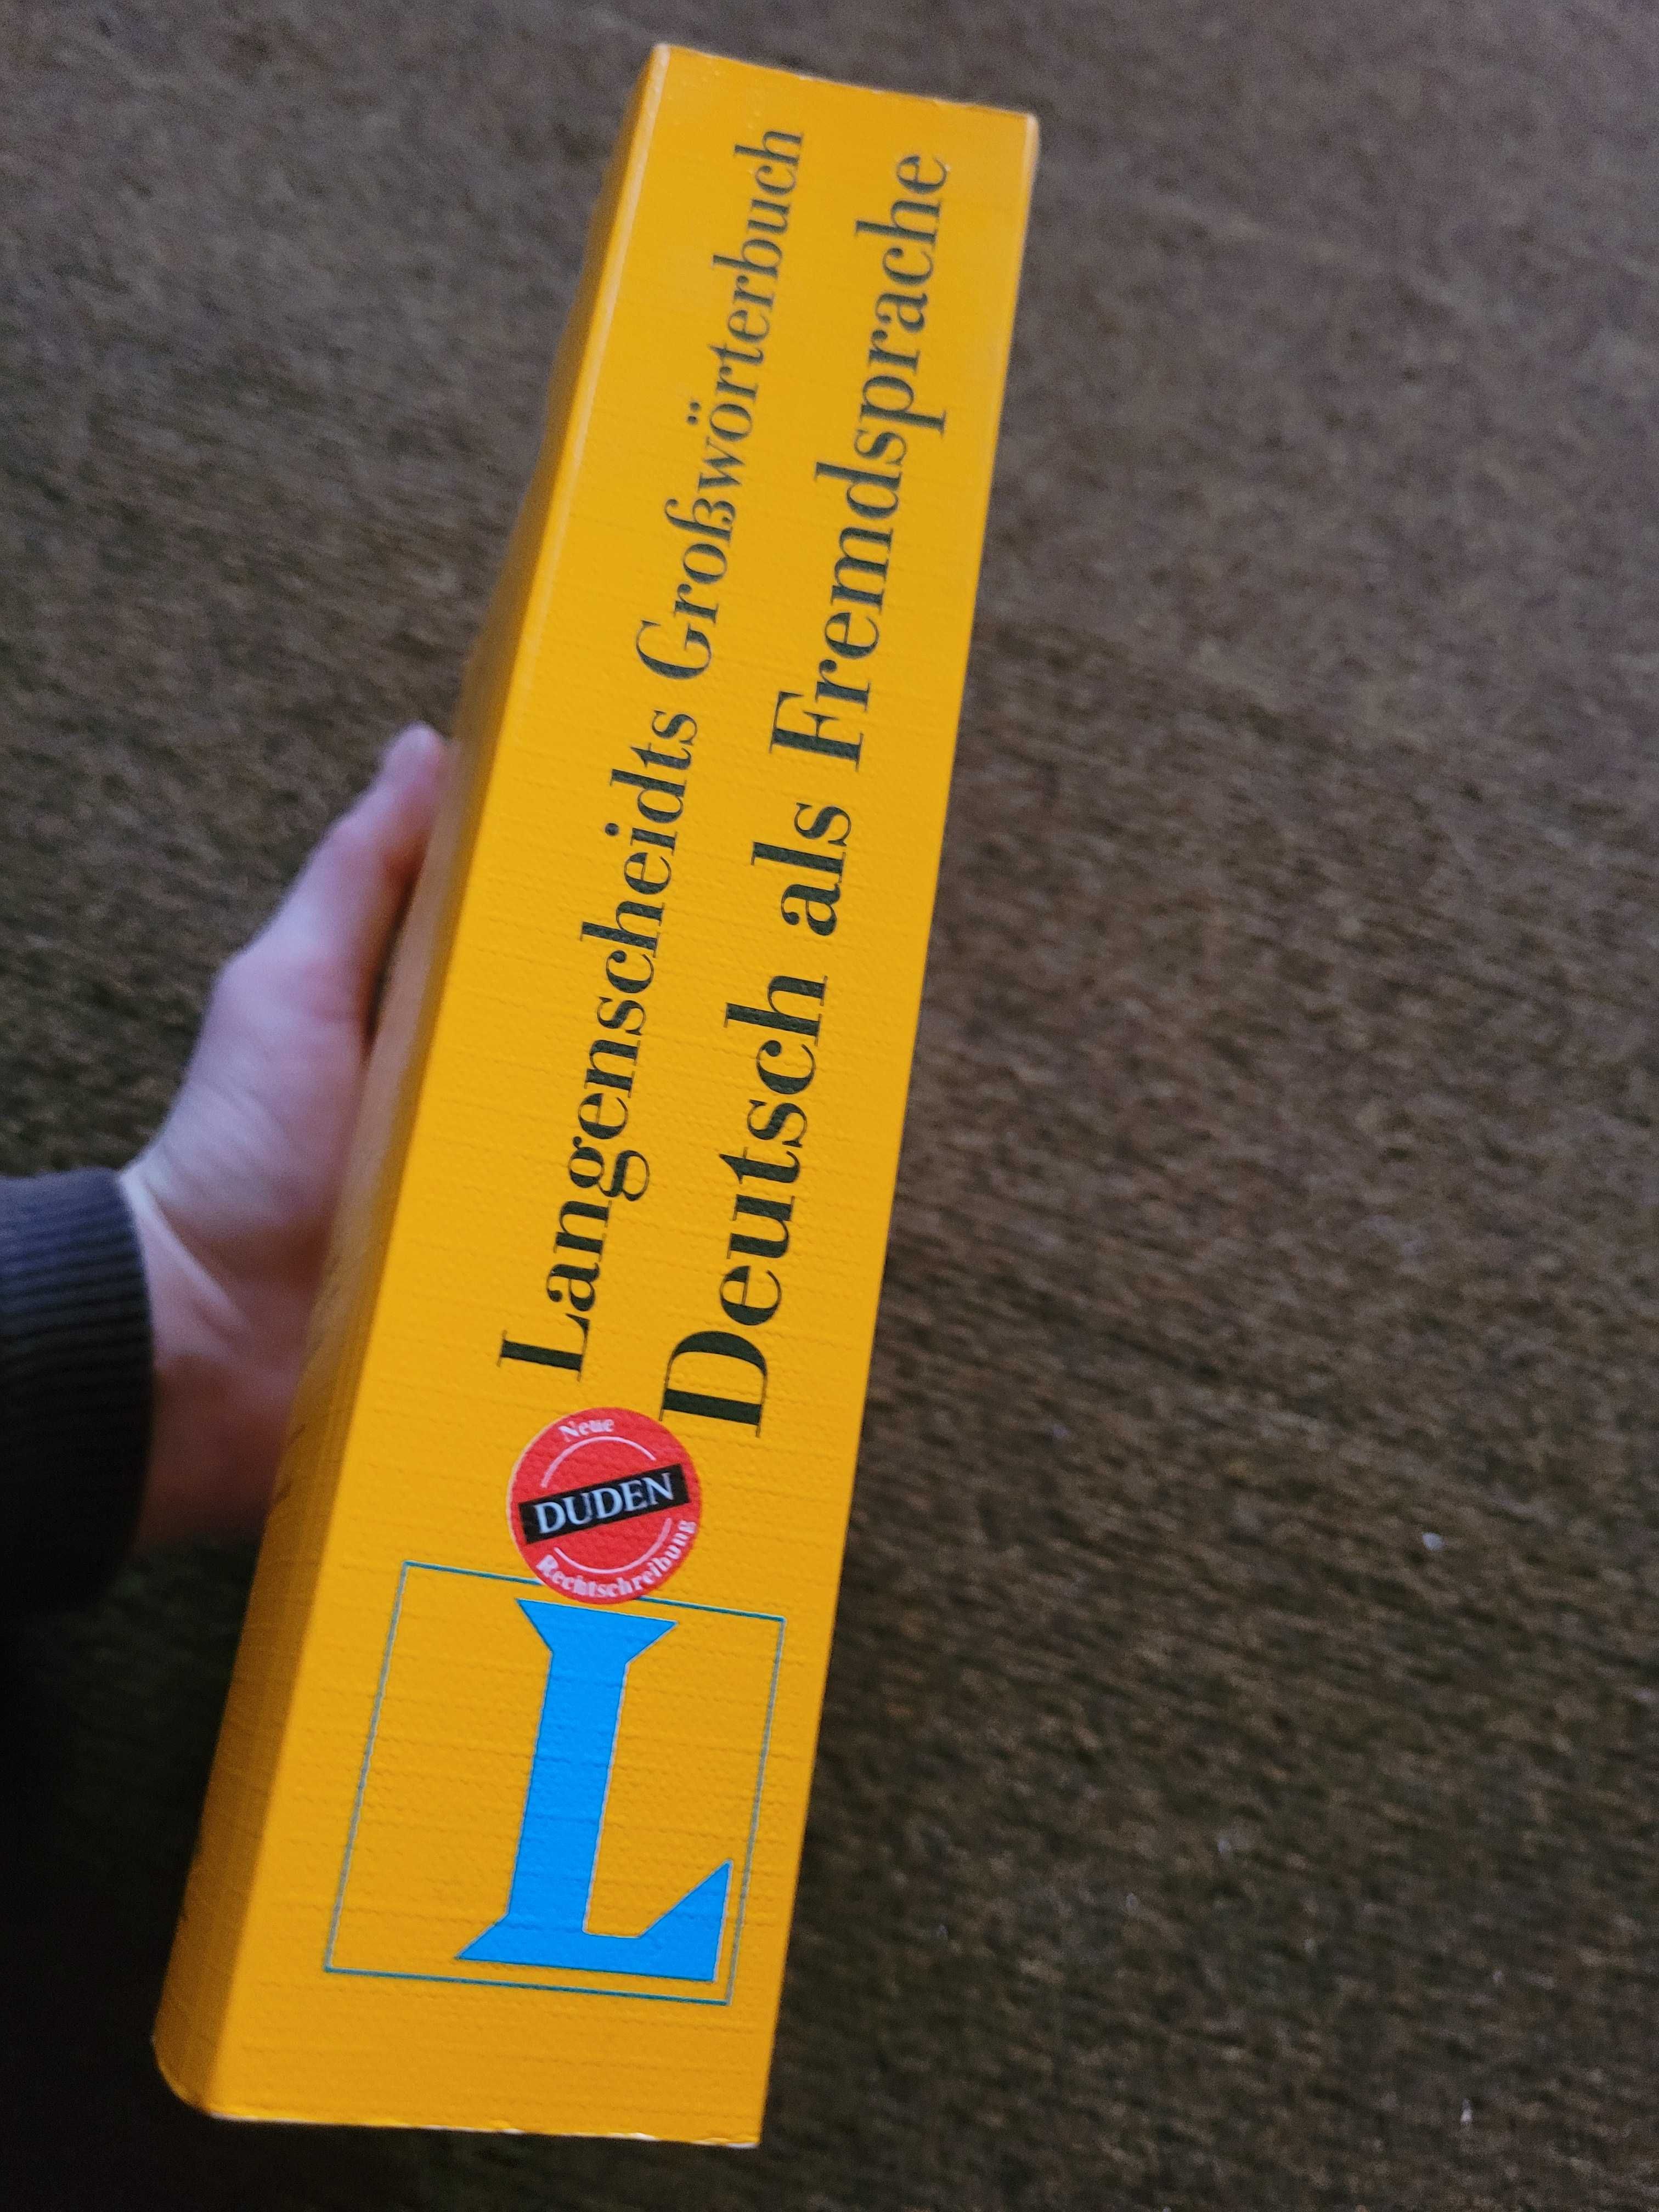 Langenscheidts Großwörterbuch
Deutsch als Fremdsprache
Neue
DUDEN
Rechtschreibung
L